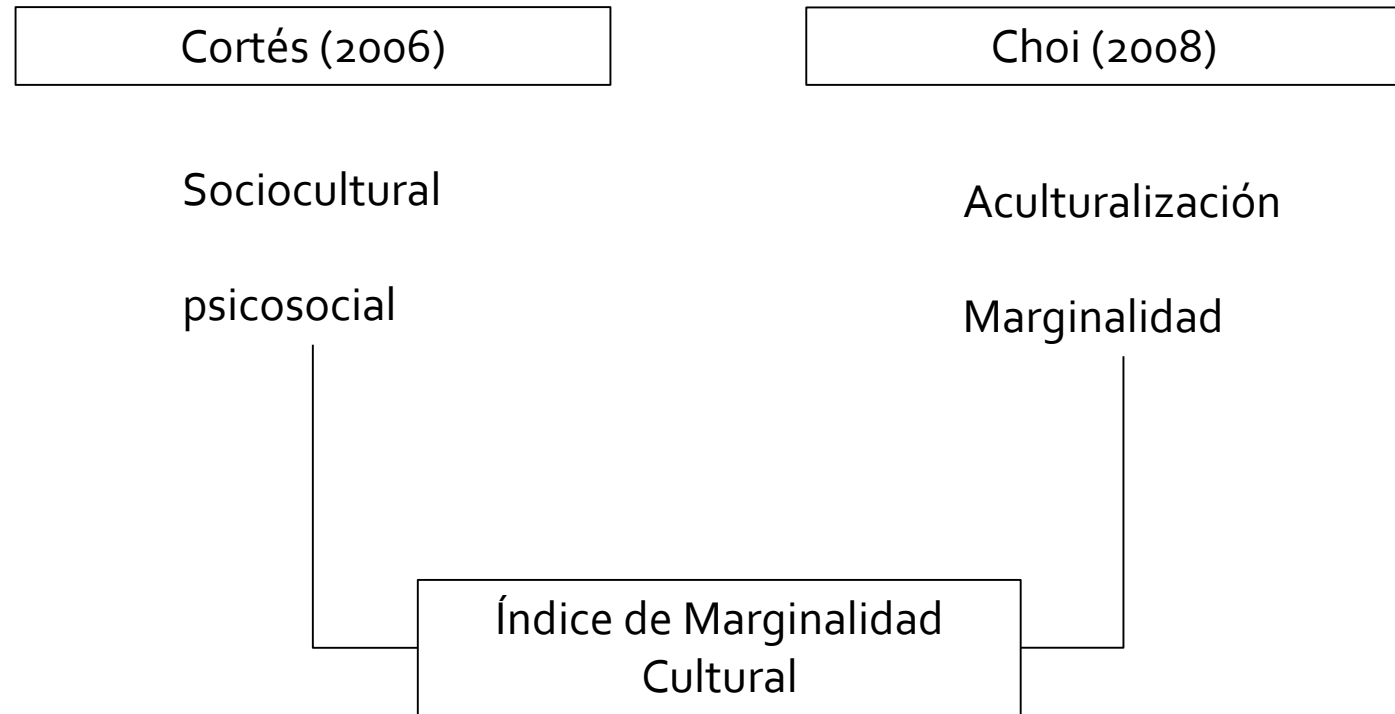 Cortés (2006)
Choi (2008)
Sociocultural
psicosocial
Aculturalización
Marginalidad
Índice de Marginalidad
Cultural